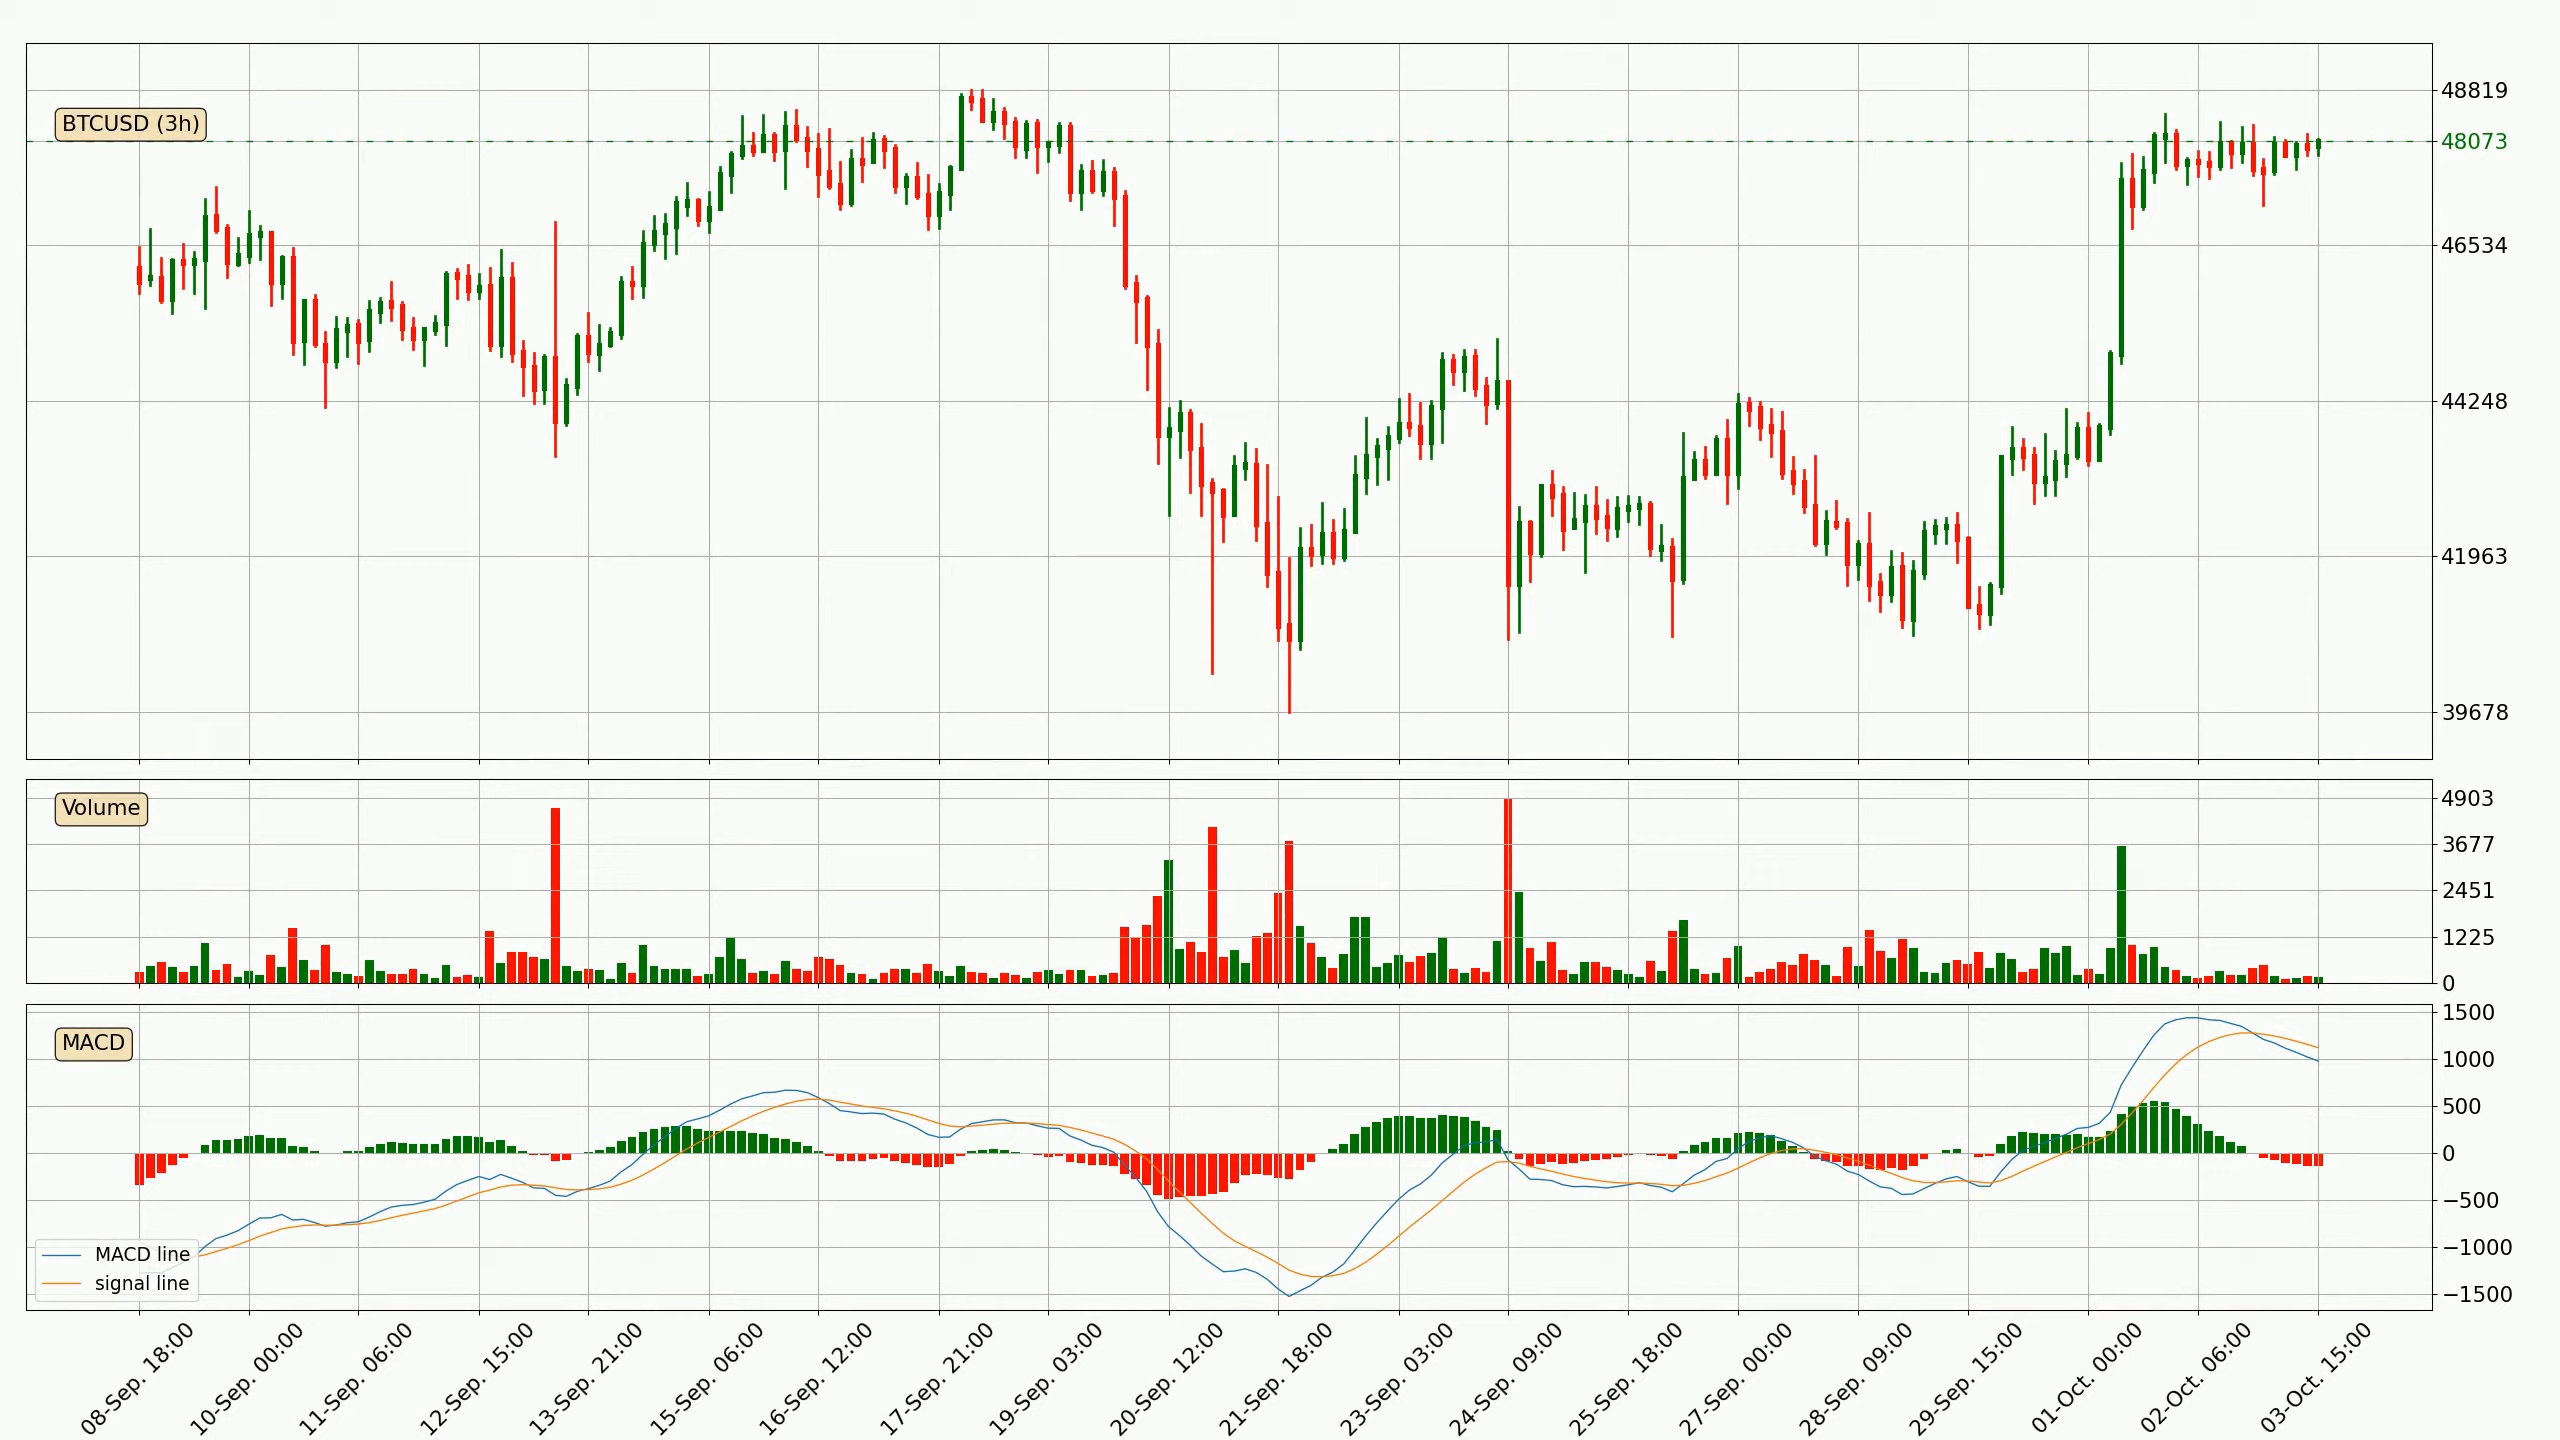 BTCUSD (3h)
48819
48073
46534
44248
41963
39678
Volume
4903
3677
2451
1225
0
MACD
1500
1000
500
0
−500
−1000
−1500
MACD line
signal line
08-Sep. 18:00
10-Sep. 00:00
11-Sep. 06:00
12-Sep. 15:00
13-Sep. 21:00
15-Sep. 06:00
16-Sep. 12:00
17-Sep. 21:00
19-Sep. 03:00
20-Sep. 12:00
21-Sep. 18:00
23-Sep. 03:00
24-Sep. 09:00
25-Sep. 18:00
27-Sep. 00:00
28-Sep. 09:00
29-Sep. 15:00
01-Oct. 00:00
02-Oct. 06:00
03-Oct. 15:00